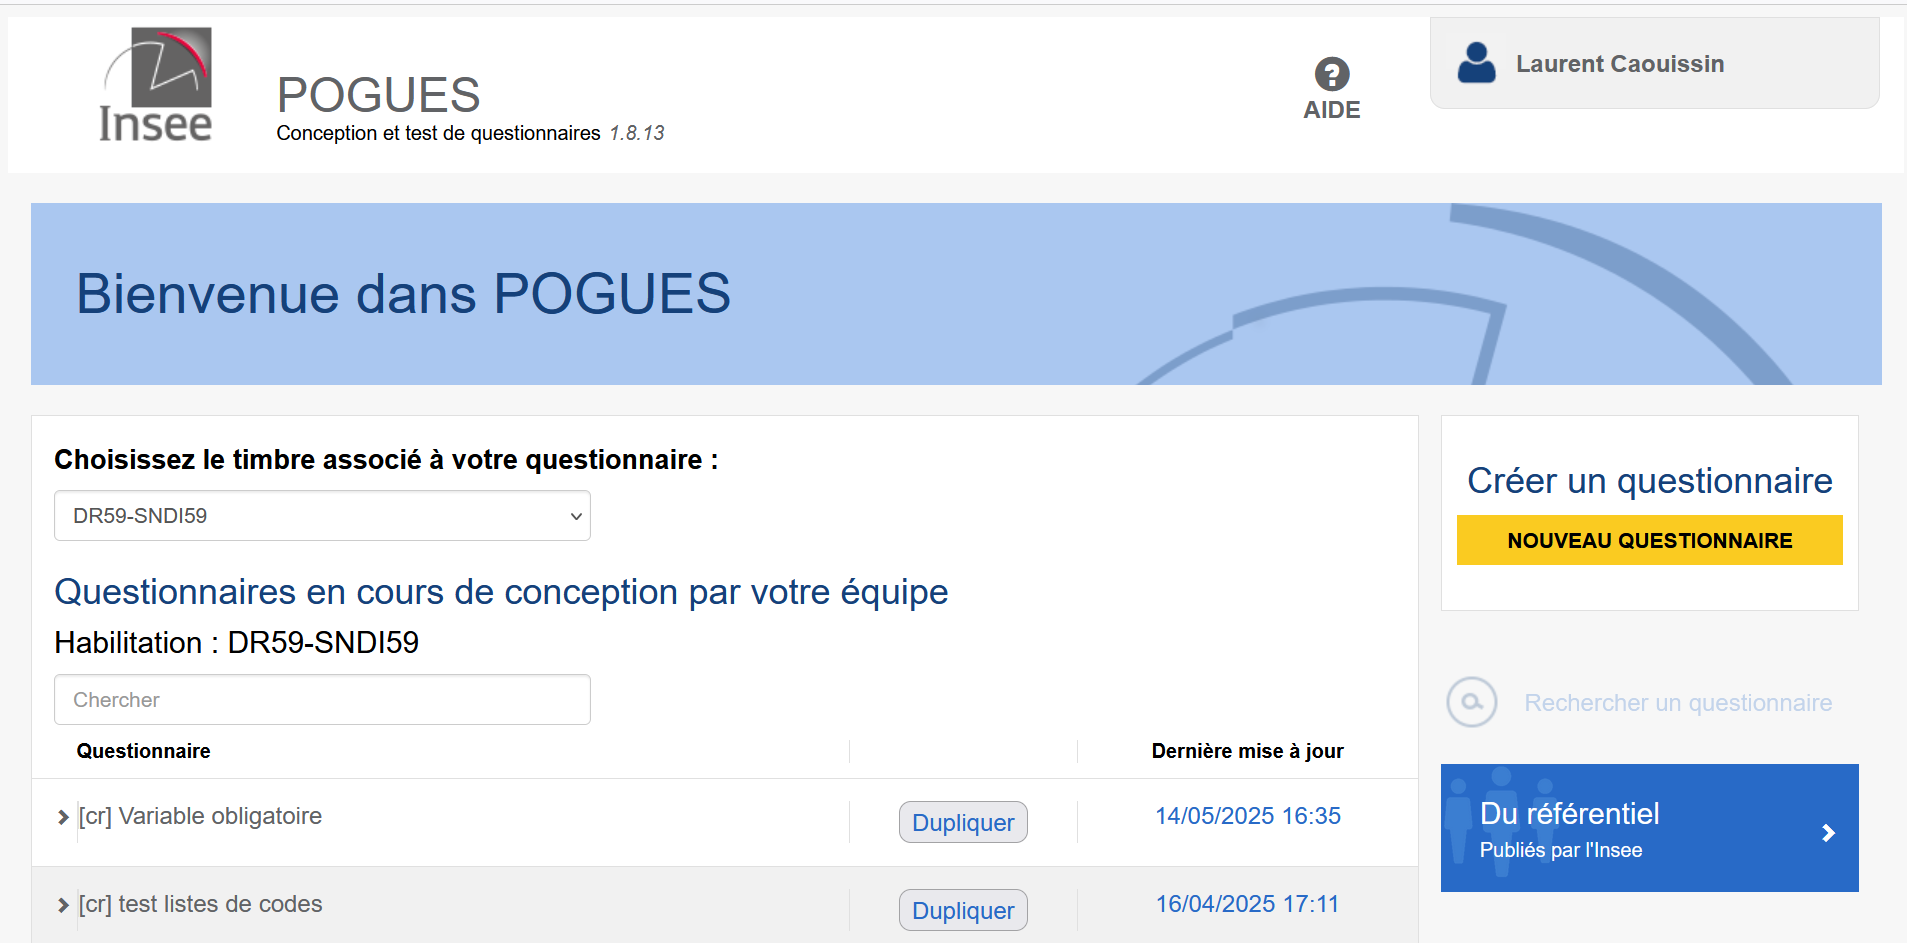 Insee
POGUES
Conception et test de questionnaires 1.8.13
AIDE
Laurent Caouissin
Bienvenue dans POGUES
Choisissez le timbre associé à votre questionnaire :
DR59-SNDI59
Questionnaires en cours de conception par votre équipe
Habilitation : DR59-SNDI59
Chercher
Questionnaire
Dernière mise à jour
[cr] Variable obligatoire
Dupliquer
14/05/2025 16:35
[cr] test listes de codes
Dupliquer
16/04/2025 17:11
Créer un questionnaire
NOUVEAU QUESTIONNAIRE
Rechercher un questionnaire
Du référentiel
Publiés par l'Insee